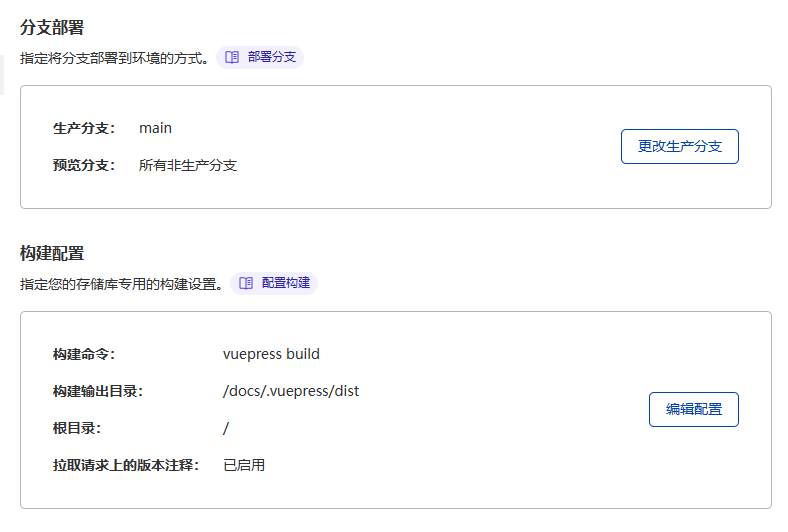 分支部署
指定将分支部署到环境的方式。 部署分支
生产分支： main
预览分支： 所有非生产分支
更改生产分支
构建配置
指定您的存储库专用的构建设置。 配置构建
构建命令： vuepress build
构建输出目录： /docs/.vuepress/dist
根目录： /
拉取请求上的版本注释： 已启用
编辑配置